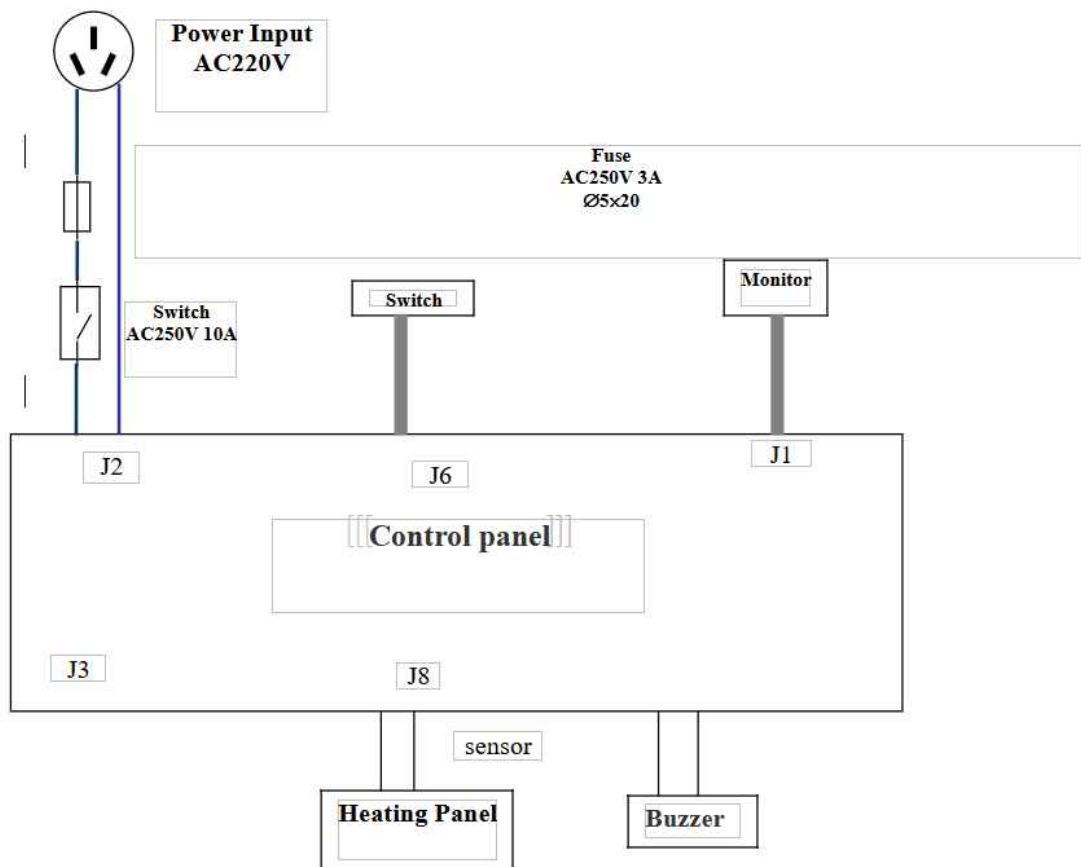 Power Input
AC220V
Fuse
AC250V 3A
Ø5×20
Switch
Monitor
Switch
AC250V 10A
J2
J6
J1
[[[Control panel]]]
J3
J8
sensor
Heating Panel
Buzzer